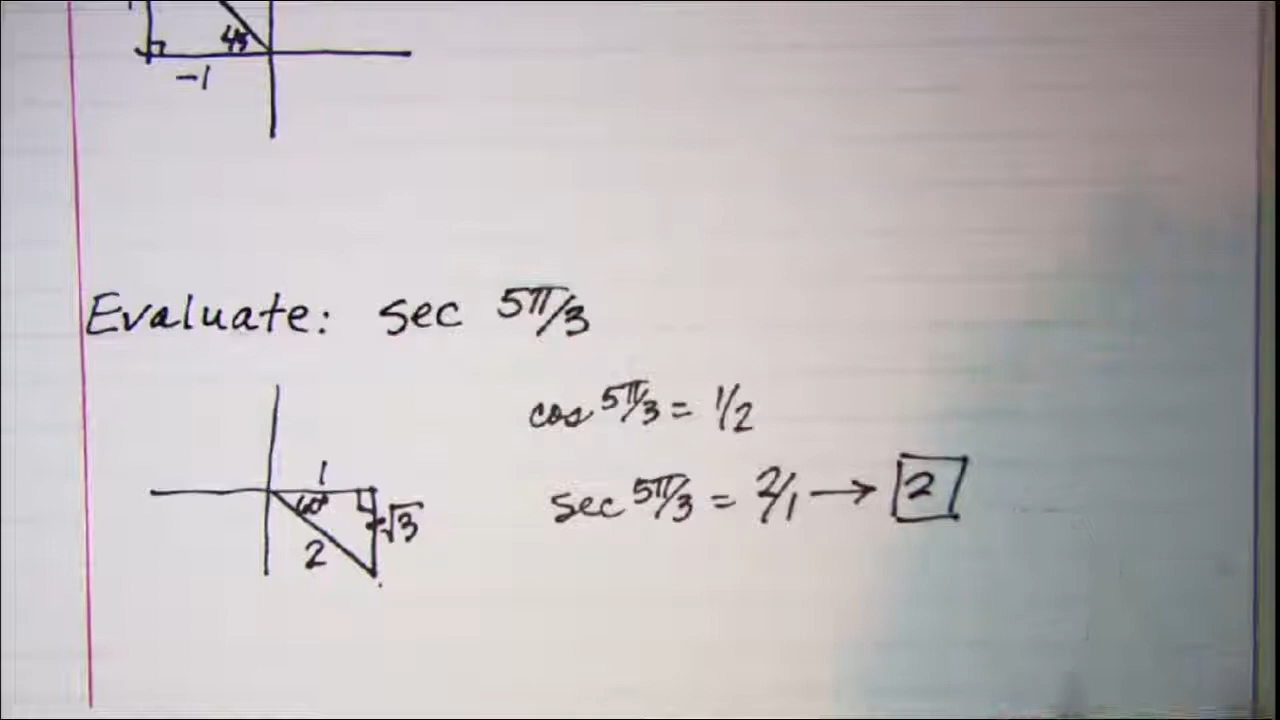 45
-1
Evaluate: sec 5π/3
cos 5π/3 = 1/2
1
60°
sec 5π/3 = 2/1 → 2
-√3
2